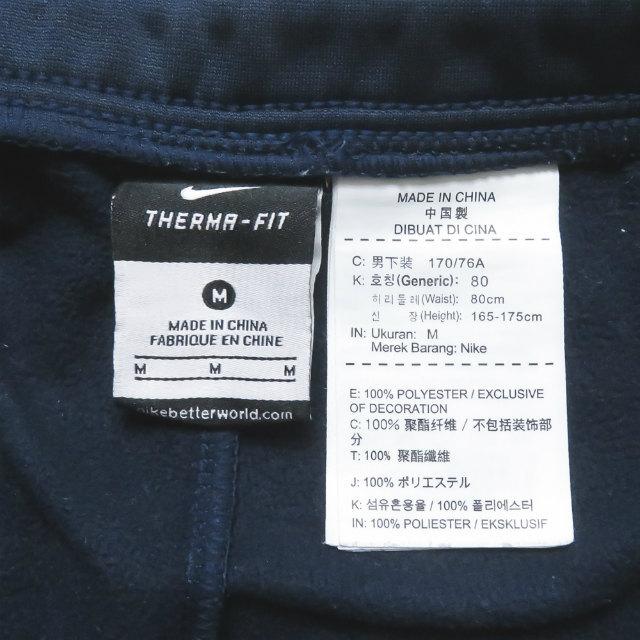 THERMA-FIT
M
MADE IN CHINA
FABRIQUE EN CHINE
M M M
nikebetterworld.com
MADE IN CHINA
中国製
DIBUAT DI CINA
C: 男下装 170/76A
K: 호칭(Generic): 80
허리둘레(Waist): 80cm
신 장(Height): 165-175cm
IN: Ukuran: M
Merek Barang: Nike
E: 100% POLYESTER / EXCLUSIVE
OF DECORATION
C: 100% 聚酯纤维 / 不包括装饰部
分
T: 100% 聚酯纖維
J: 100% ポリエステル
K: 섬유혼용율 / 100% 폴리에스터
IN: 100% POLIESTER / EKSKLUSIF